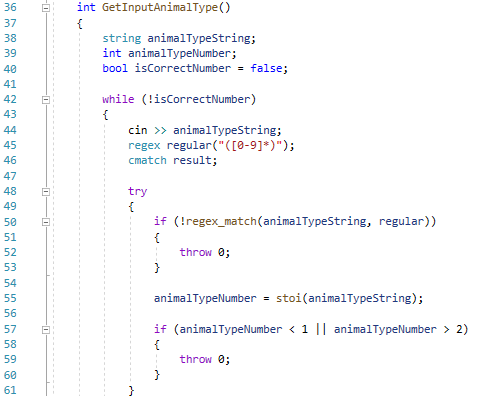 36 int GetInputAnimalType()
37 {
38 string animalTypeString;
39 int animalTypeNumber;
40 bool isCorrectNumber = false;
41
42 while (!isCorrectNumber)
43 {
44 cin >> animalTypeString;
45 regex regular("([0-9]*)");
46 cmatch result;
47
48 try
49 {
50 if (!regex_match(animalTypeString, regular))
51 {
52 throw 0;
53 }
54
55 animalTypeNumber = stoi(animalTypeString);
56
57 if (animalTypeNumber < 1 || animalTypeNumber > 2)
58 {
59 throw 0;
60 }
61 }